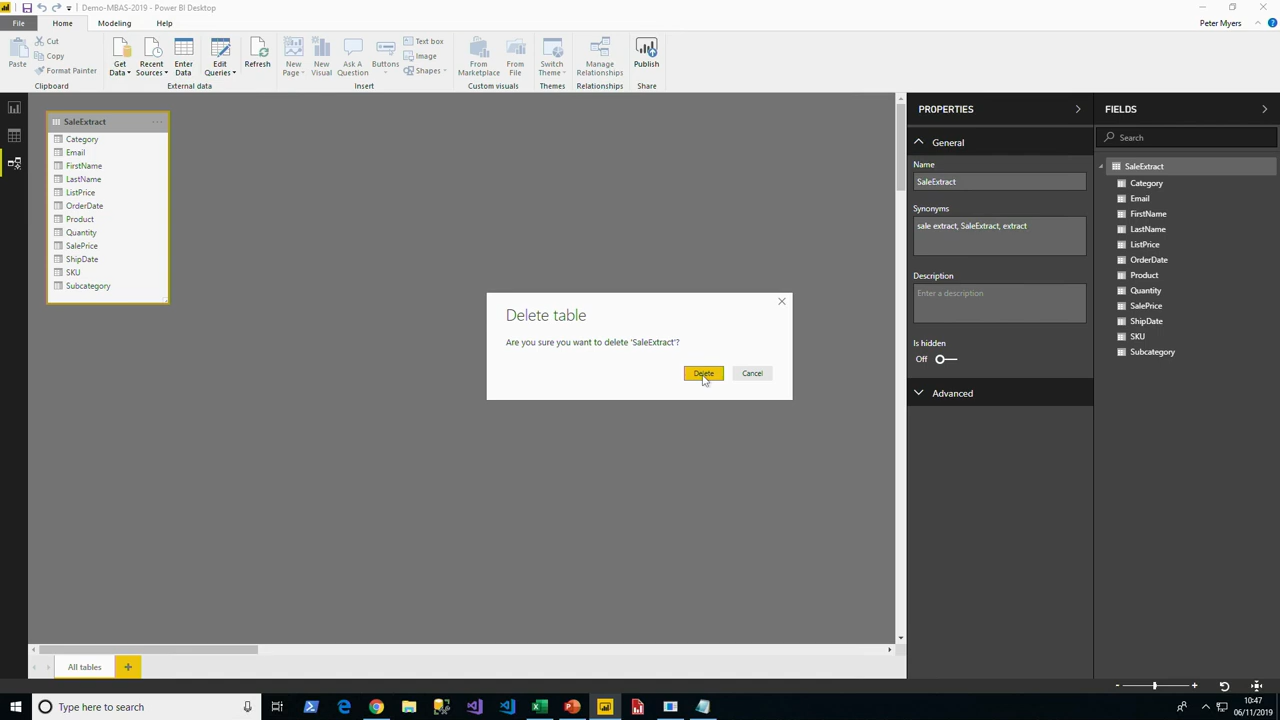 Demo-MBAS-2019 - Power BI Desktop
File Home Modeling Help
Peter Myers
Paste
Cut
Copy
Format Painter
Clipboard
Get Data
Recent Sources
Enter Data
Edit Queries
External data
Refresh
New Page
New Visual
Ask A Question
Buttons
Text box
Image
Shapes
Insert
From Marketplace
From File
Custom visuals
Switch Theme
Themes
Manage Relationships
Relationships
Publish
Share
SaleExtract
Category
Email
FirstName
LastName
ListPrice
OrderDate
Product
Quantity
SalePrice
ShipDate
SKU
Subcategory
Delete table
Are you sure you want to delete 'SaleExtract'?
Delete Cancel
PROPERTIES
General
Name
SaleExtract
Synonyms
sale extract, SaleExtract, extract
Description
Enter a description
Is hidden
Off
Advanced
FIELDS
Search
SaleExtract
Category
Email
FirstName
LastName
ListPrice
OrderDate
Product
Quantity
SalePrice
ShipDate
SKU
Subcategory
All tables
Type here to search
10:47
06/11/2019